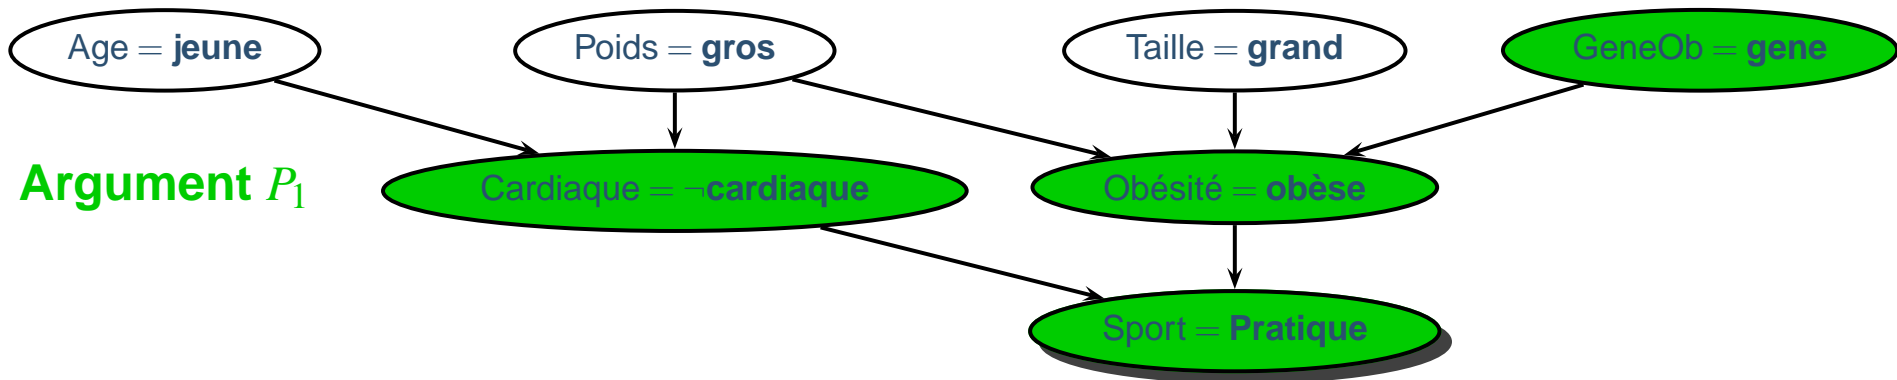 Age = jeune
Poids = gros
Taille = grand
GeneOb = gene
Argument P₁
Cardiaque = ¬cardiaque
Obésité = obèse
Sport = Pratique